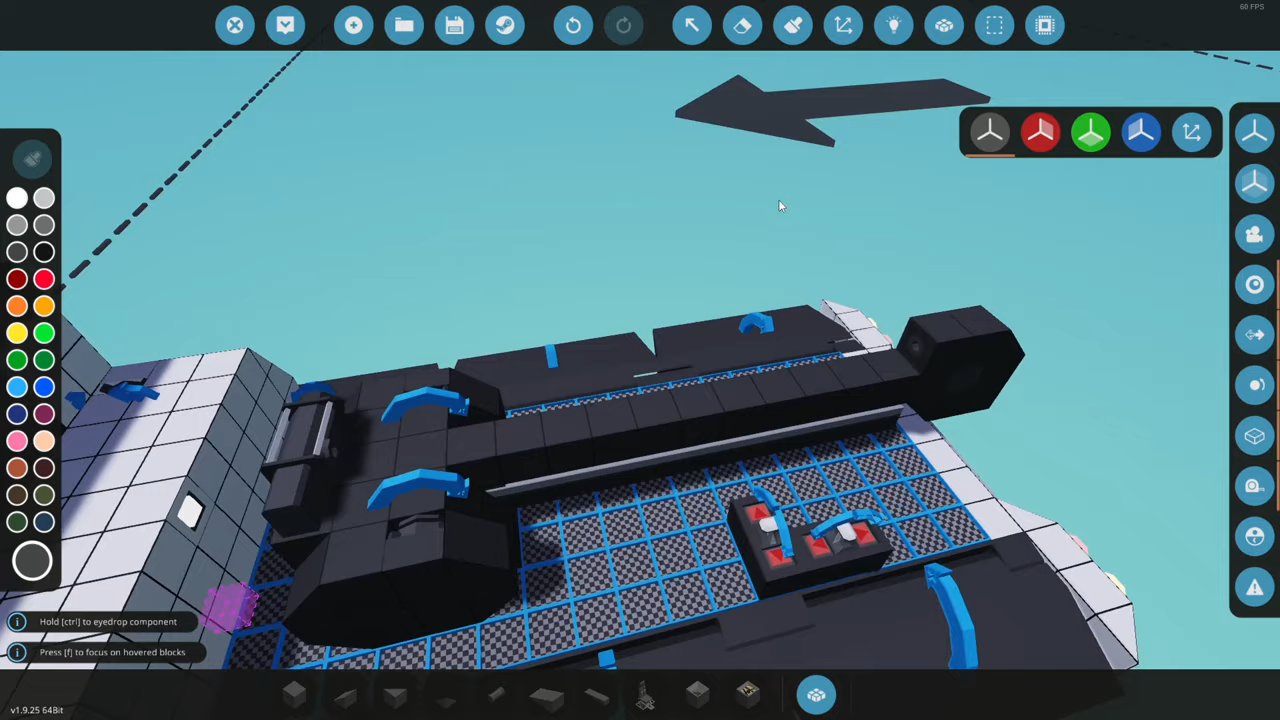 60 FPS
Hold [ctrl] to eyedrop component
Press [f] to focus on hovered blocks
v1.9.25 64Bit